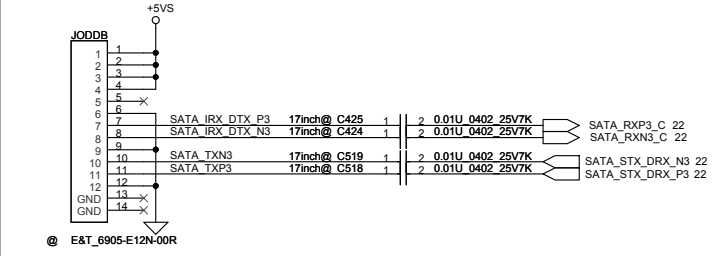 +5VS
JODDB
1 1
2 2
3 3
4 4
5 5
6 6
7 7 SATA_IRX_DTX_P3 17inch@ C425 1 2 0.01U_0402_25V7K SATA_RXP3_C 22
8 8 SATA_IRX_DTX_N3 17inch@ C424 1 2 0.01U_0402_25V7K SATA_RXN3_C 22
9 9
10 10 SATA_TXN3 17inch@ C519 1 2 0.01U_0402_25V7K SATA_STX_DRX_N3 22
11 11 SATA_TXP3 17inch@ C518 1 2 0.01U_0402_25V7K SATA_STX_DRX_P3 22
12 12
GND 13
GND 14
@ E&T_6905-E12N-00R